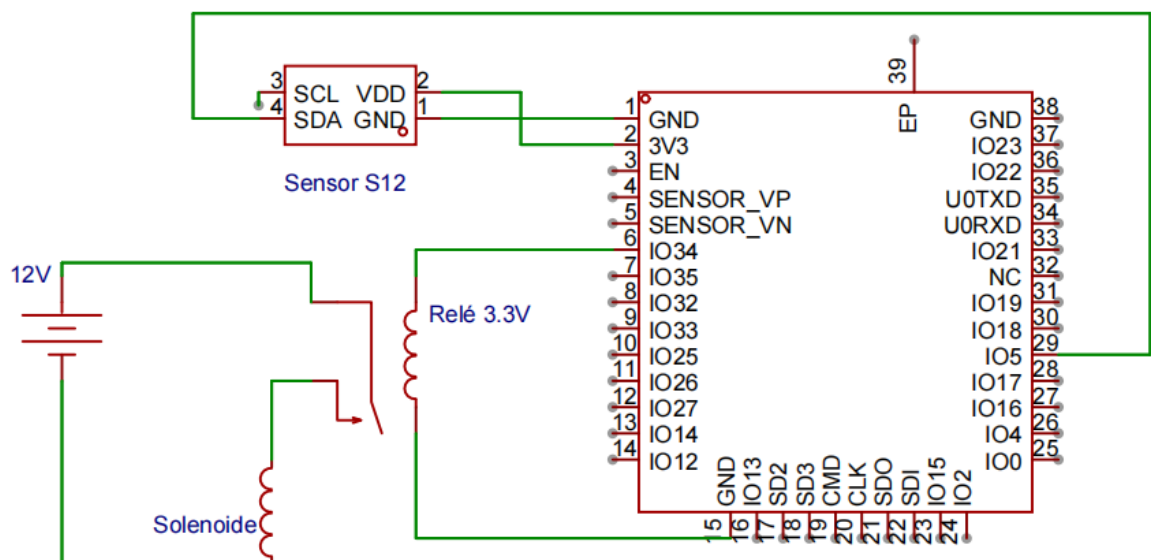 39
EP
3 SCL VDD 2
4 SDA GND 1
Sensor S12
1 GND
2 3V3
3 EN
4 SENSOR_VP
5 SENSOR_VN
6 IO34
7 IO35
8 IO32
9 IO33
10 IO25
11 IO26
12 IO27
13 IO14
14 IO12
GND 38
IO23 37
IO22 36
U0TXD 35
U0RXD 34
IO21 33
NC 32
IO19 31
IO18 30
IO5 29
IO17 28
IO16 27
IO4 26
IO0 25
12V
Relé 3.3V
Solenoide
GND IO13 SD2 SD3 CMD CLK SDO SDI IO15 IO2
15 16 17 18 19 20 21 22 23 24